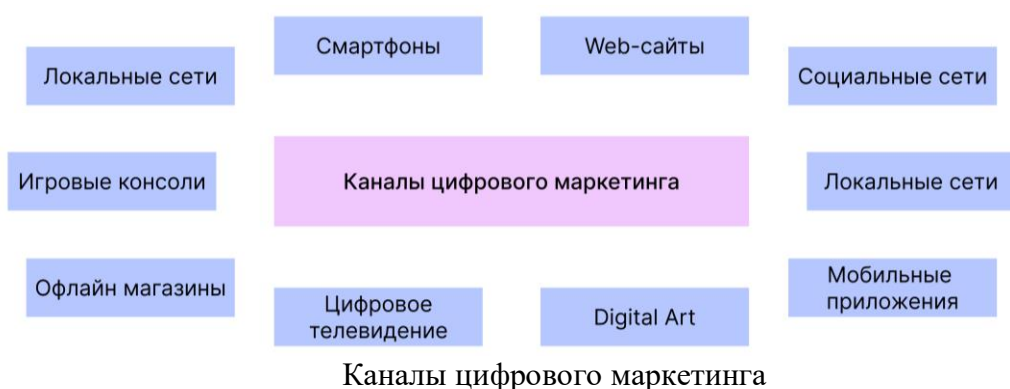 Смартфоны
Web-сайты
Локальные сети
Социальные сети
Игровые консоли
Каналы цифрового маркетинга
Локальные сети
Офлайн магазины
Цифровое
телевидение
Digital Art
Мобильные
приложения
Каналы цифрового маркетинга